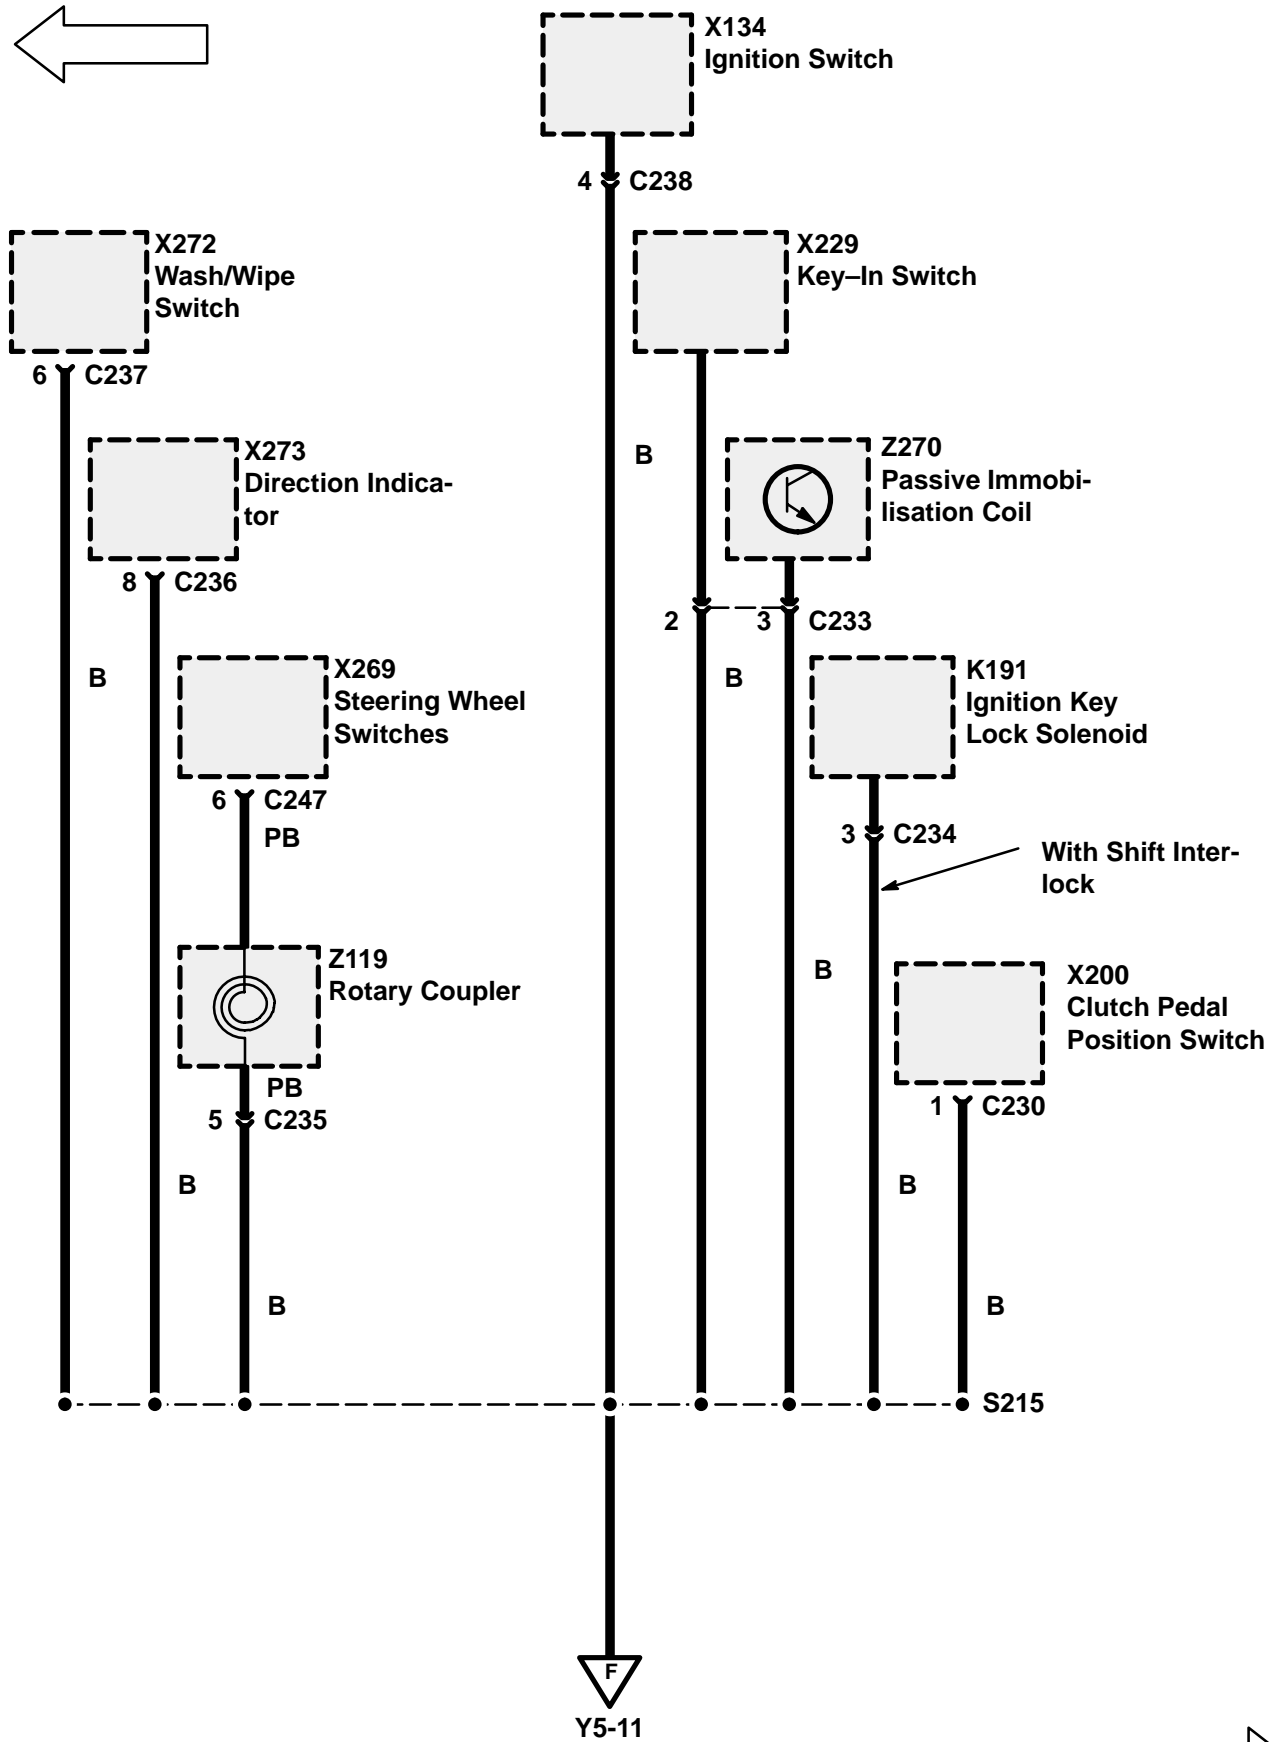 X134
Ignition Switch
4 C238
X272
Wash/Wipe
Switch
X229
Key–In Switch
6 C237
B
X273
Direction Indica-
tor
Z270
Passive Immobi-
lisation Coil
8 C236
2 3 C233
B
B
X269
Steering Wheel
Switches
K191
Ignition Key
Lock Solenoid
6 C247
PB
3 C234
With Shift Inter-
lock
Z119
Rotary Coupler
B
X200
Clutch Pedal
Position Switch
PB
5 C235
1 C230
B
B
B
B
S215
F
Y5-11